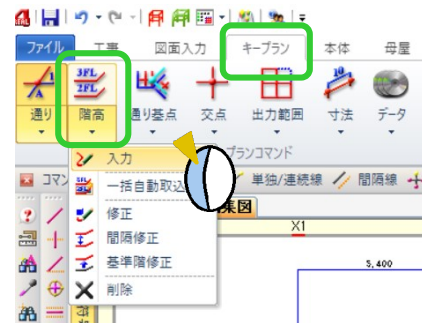 ファイル 工事 図面入力 キープラン 本体 母屋
3FL
2FL
1
A
10
通り 階高 通り基点 交点 出力範囲 寸法 データ
入力
プランコマンド
コマン
一括自動取込
単独/連続線 間隔線
修正
集図
X1
間隔修正
基準階修正
5,400
削除